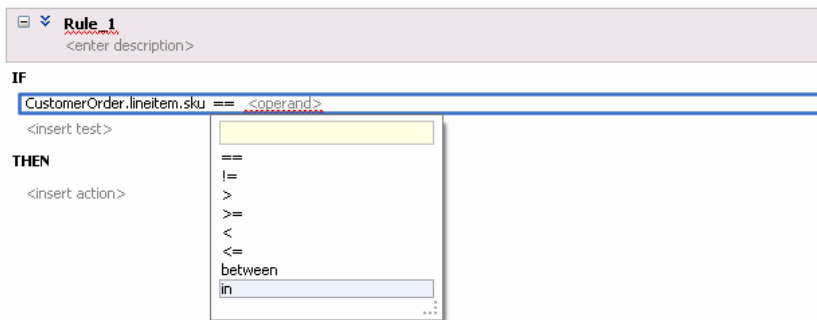 Rule_1
<enter description>
IF
CustomerOrder.lineitem.sku == <operand>
<insert test>
==
!=
>
>=
<
<=
between
in
THEN
<insert action>